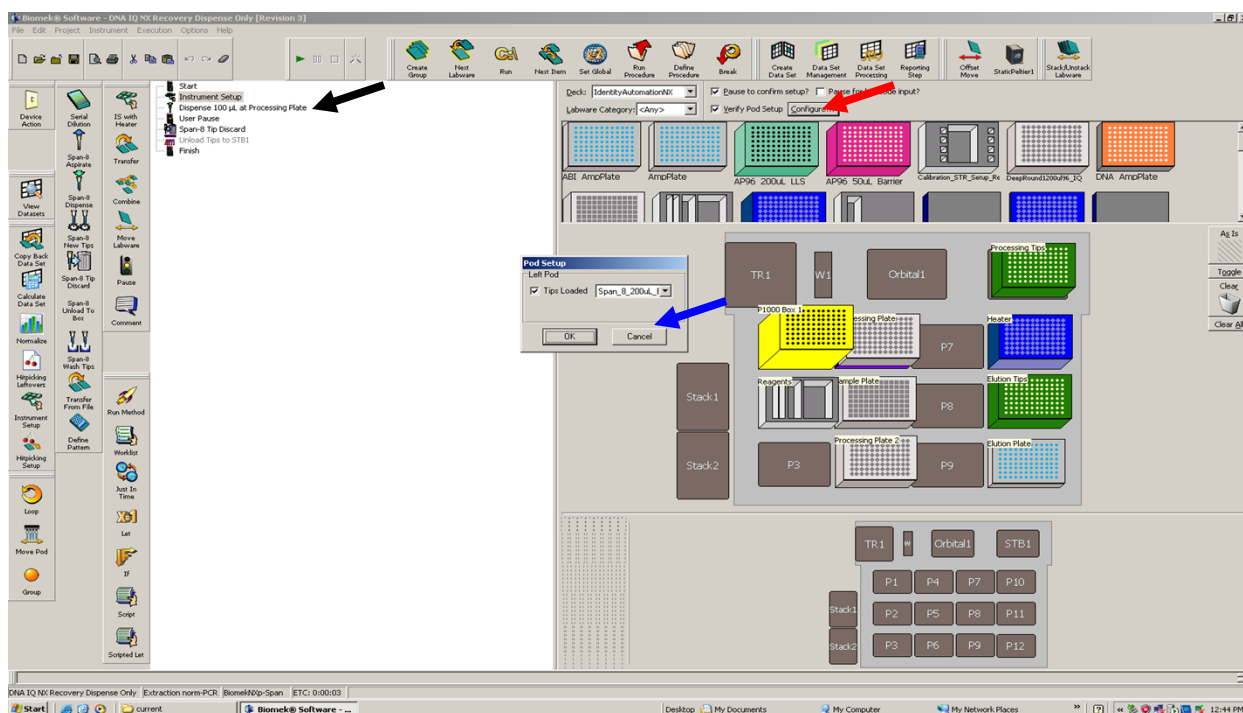 Biomek® Software - DNA IQ NX Recovery Dispense Only [Revision 3]
File Edit Project Instrument Execution Options Help
Create Group
Nest Labware
Run
Nest Item
Set Global
Run Procedure
Define Procedure
Break
Create Data Set
Data Set Management
Data Set Processing
Reporting Step
Offset Move
StaticPeltier1
Stack/Unstack Labware
Device Action
View Datasets
Copy Back Data Set
Calculate Data Set
Normalize
Hitpicking Leftovers
Instrument Setup
Hitpicking Setup
Loop
Move Pod
Group
Serial Dilution
Span-8 Aspirate
Span-8 Dispense
Span-8 New Tips
Span-8 Tip Discard
Span-8 Unload To Box
Span-8 Wash Tips
Transfer From File
Define Pattern
IS with Heater
Transfer
Combine
Move Labware
Pause
Comment
Run Method
Worklist
Just In Time
Let
If
Script
Scripted Let
Start
Instrument Setup
Dispense 100 µL at Processing Plate
User Pause
Span-8 Tip Discard
Unload Tips to STB1
Finish
Deck: IdentityAutomationNX
Pause to confirm setup?
Pause for
input?
Labware Category: <Any>
Verify Pod Setup
ABI AmpPlate
AmpPlate
AP96 200uL LLS
AP96 50uL Barrier
Calibration_STR_Setup_Re
DeepRound1200ul96_IQ
DNA AmpPlate
Pod Setup
Left Pod
Tips Loaded
Span_8_200uL_
OK
Cancel
TR1
W1
Orbital1
Processing Tips
P1000 Box 1
essing Plate
P7
Heater
Stack1
Reagents
ample Plate
P8
Elution Tips
Stack2
P3
Processing Plate 2
P9
Elution Plate
As Is
Toggle
Clear
Clear All
TR1
W
Orbital1
STB1
P1
P4
P7
P10
Stack1
P2
P5
P8
P11
Stack2
P3
P6
P9
P12
DNA IQ NX Recovery Dispense Only
Extraction norm-PCR
BiomekNXp-Span
ETC: 0:00:03
Start
current
Biomek® Software - ...
Desktop
My Documents
My Computer
My Network Places
12:44 PM